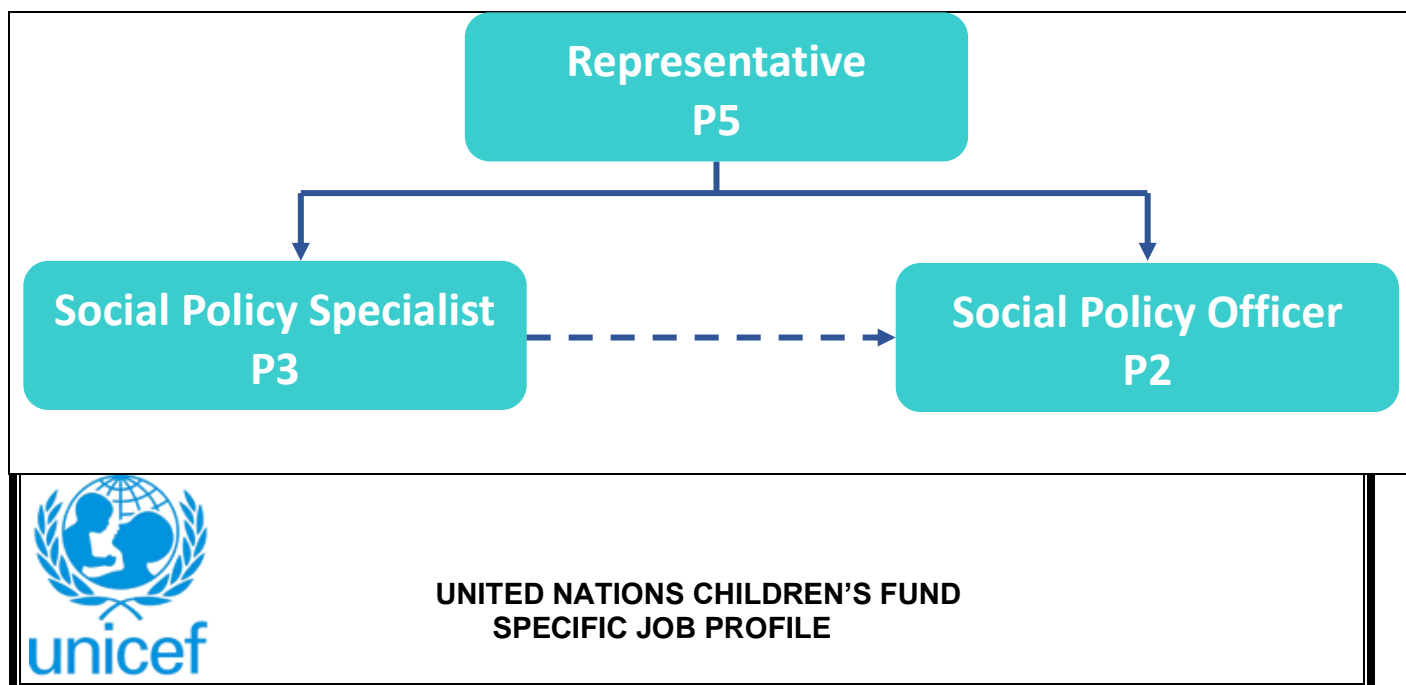 Representative
P5
Social Policy Specialist
P3
Social Policy Officer
P2
unicef
UNITED NATIONS CHILDREN’S FUND
SPECIFIC JOB PROFILE